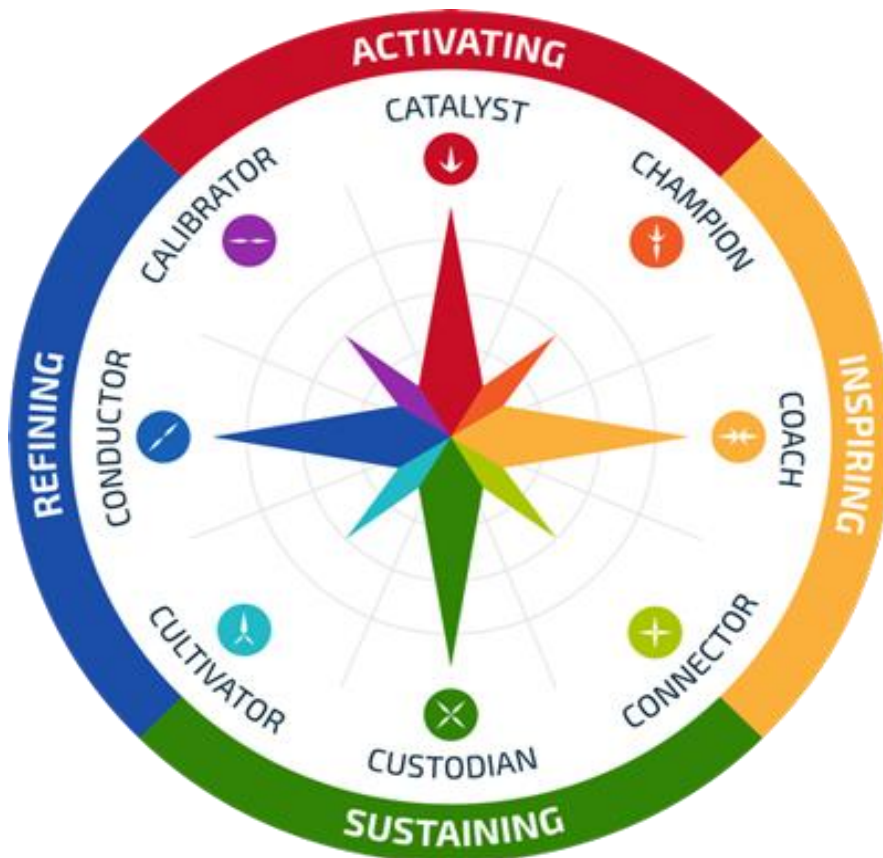 ACTIVATING
CATALYST
CALIBRATOR
CHAMPION
REFINING
CONDUCTOR
COACH
INSPIRING
CULTIVATOR
CONNECTOR
CUSTODIAN
SUSTAINING